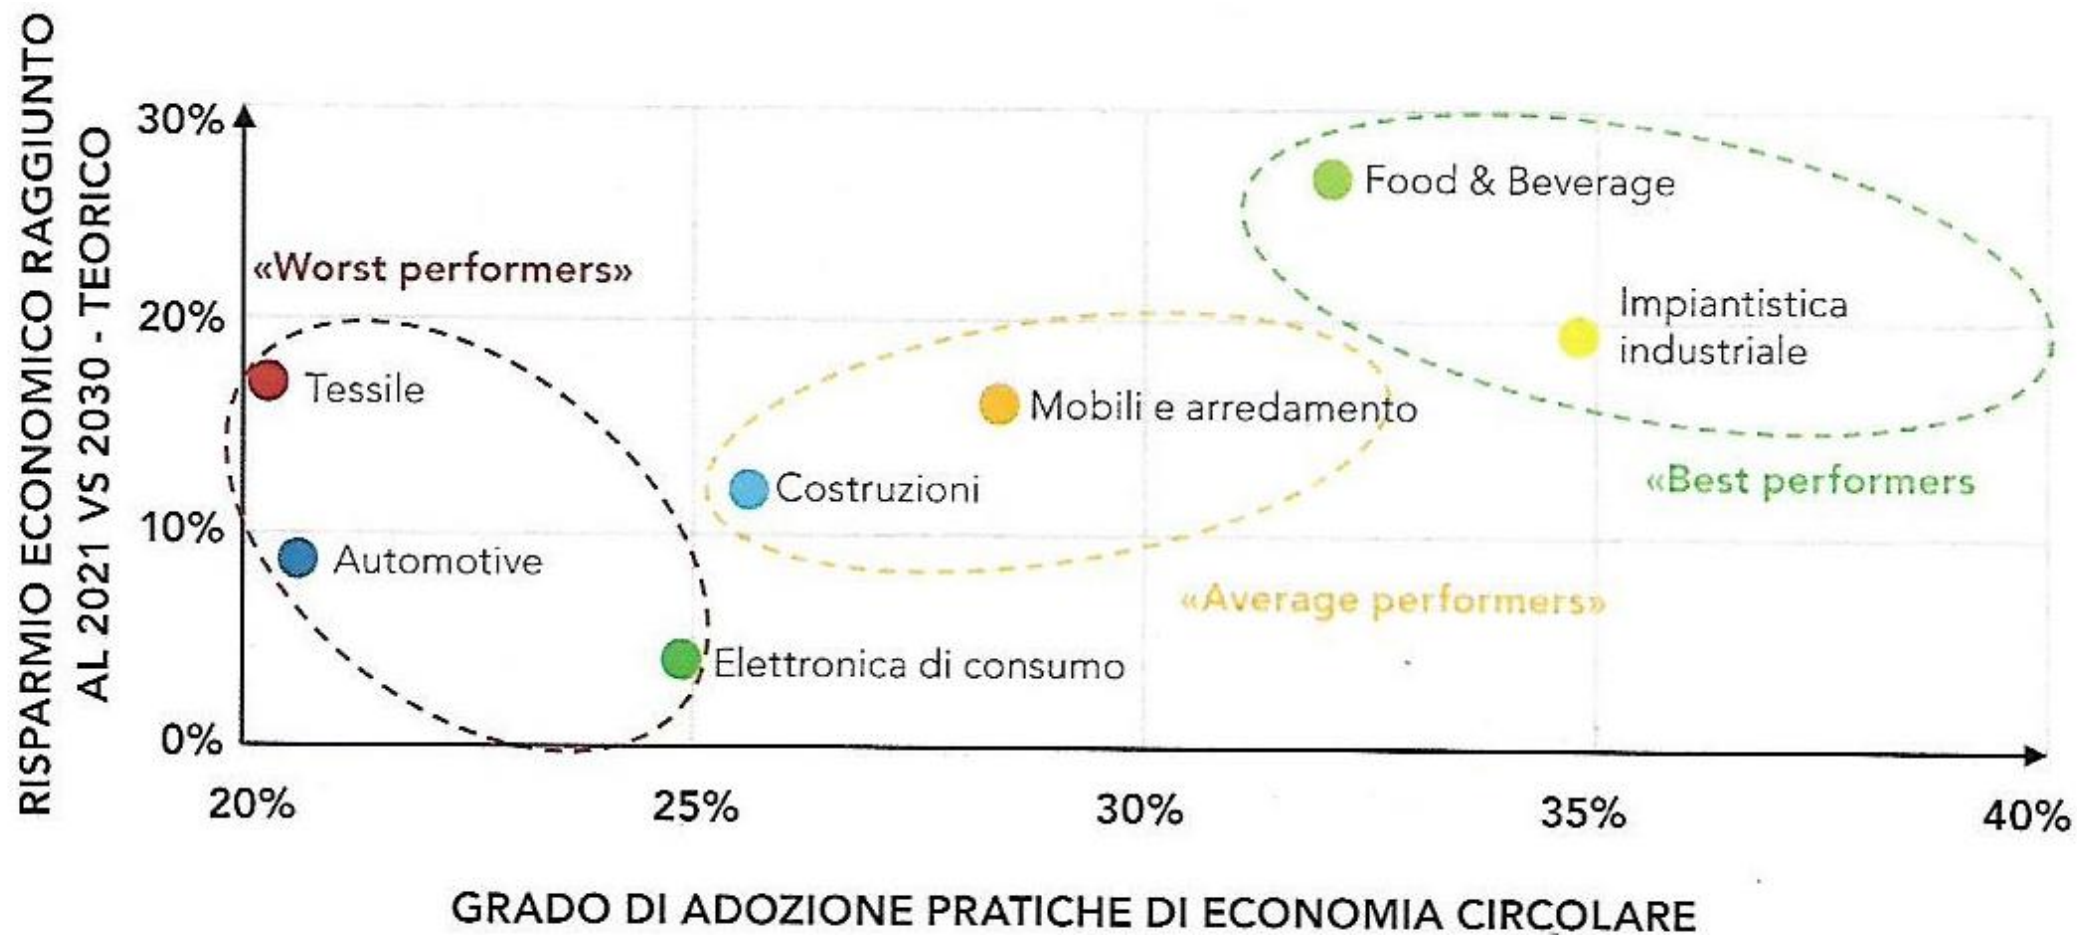 RISPARMIO ECONOMICO RAGGIUNTO
AL 2021 VS 2030 - TEORICO
30%
20%
10%
0%
«Worst performers»
Tessile
Automotive
Elettronica di consumo
Costruzioni
Mobili e arredamento
«Average performers»
Food & Beverage
Impiantistica
industriale
«Best performers
20%
25%
30%
35%
40%
GRADO DI ADOZIONE PRATICHE DI ECONOMIA CIRCOLARE